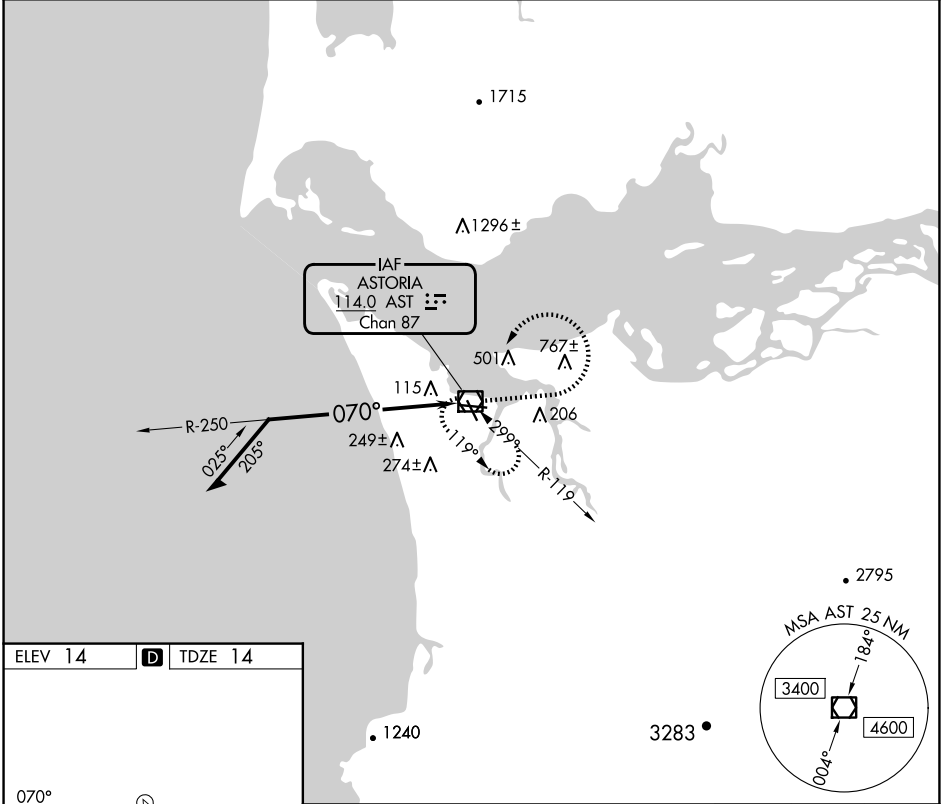 1715
1296±
IAF
ASTORIA
114.0 AST
Chan 87
501
767±
115
206
070°
R-250
025°
205°
249±
274±
119°
299°
R-119
2795
MSA AST 25 NM
184°
3400
4600
004°
ELEV 14
D
TDZE 14
1240
3283
070°